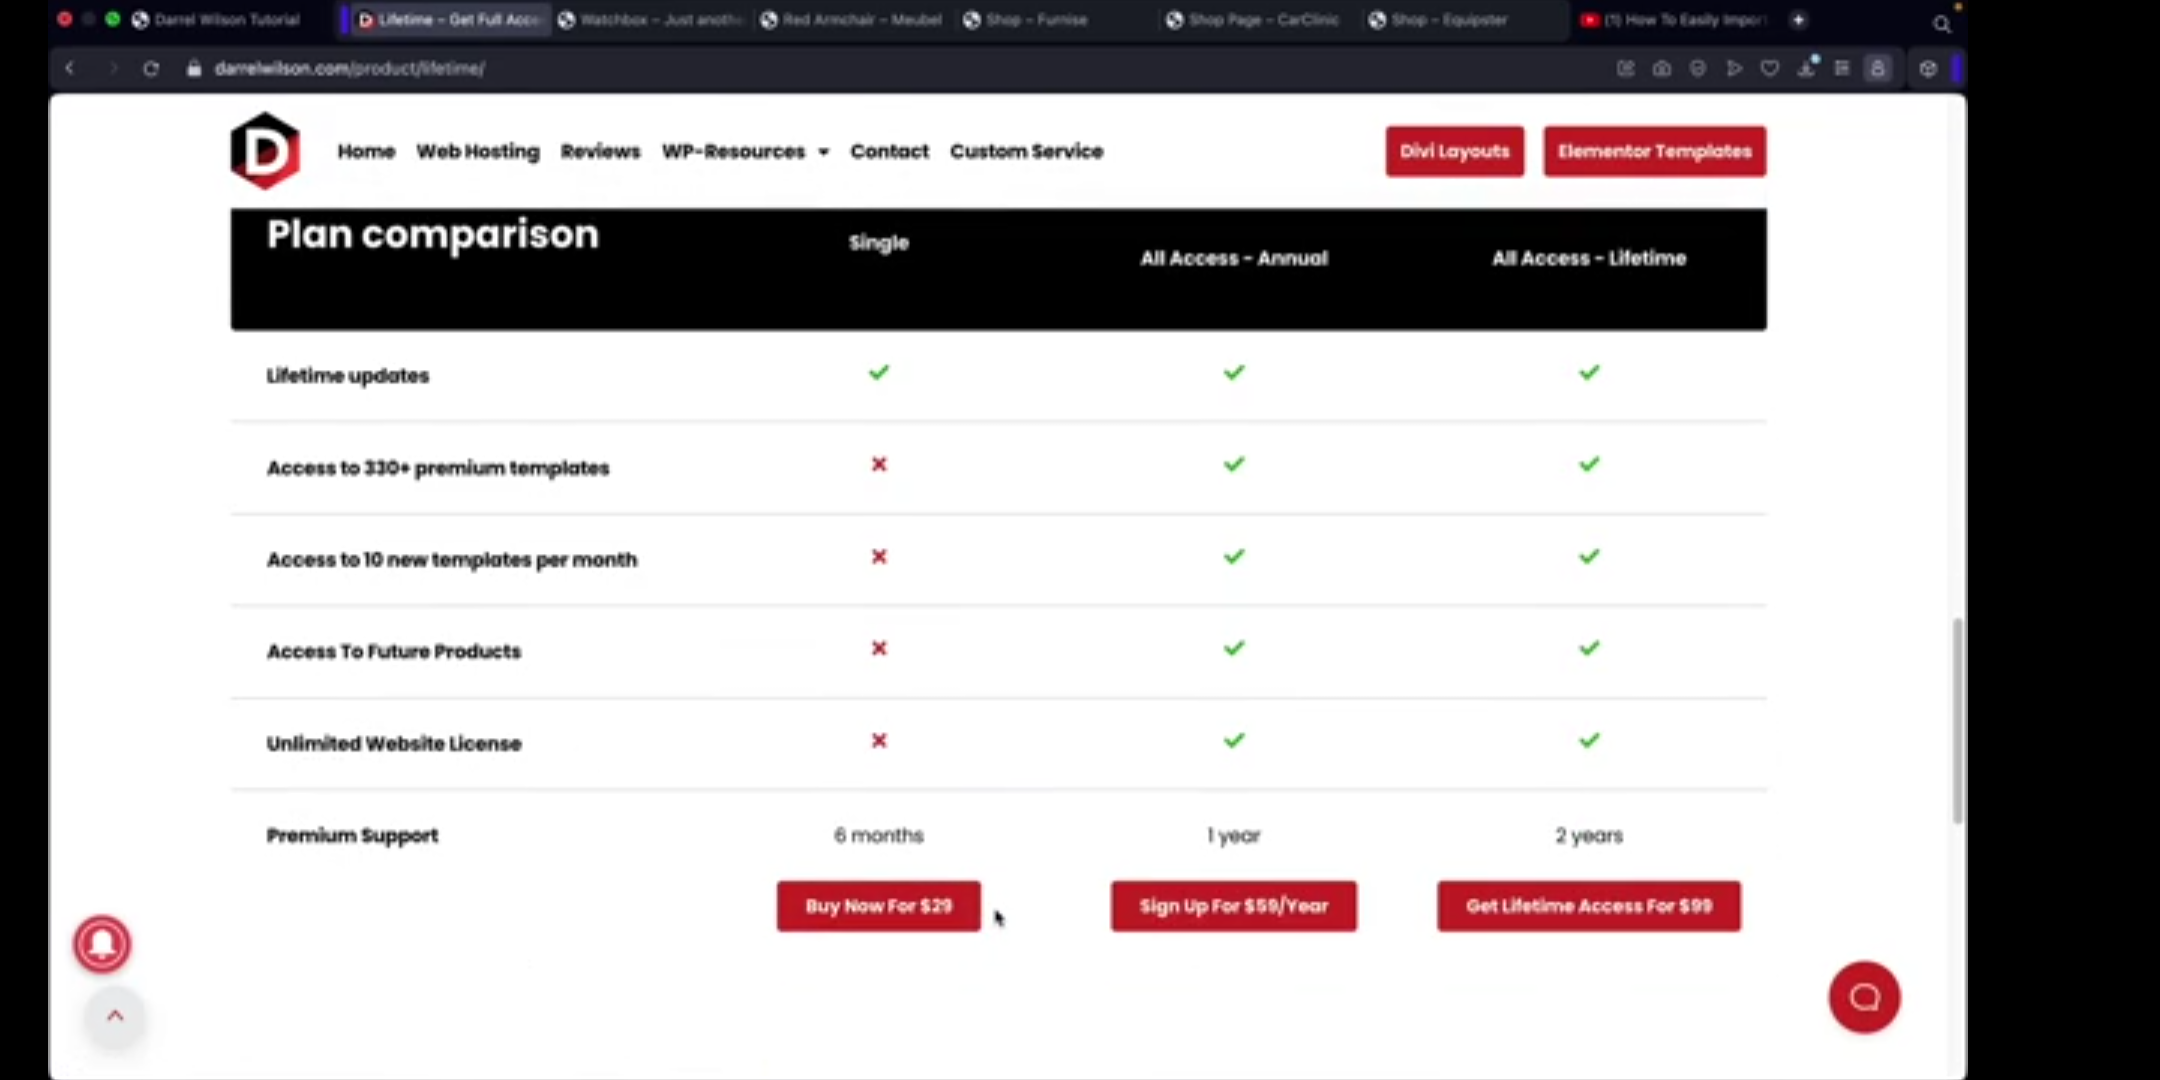 Darrel Wilson Tutorial
Lifetime – Get Full Acce
Watchbox – Just anoth
Red Armchair – Meubel
Shop – Furnise
Shop Page – CarClinic
Shop – Equipster
(1) How To Easily Import
darrelwilson.com/product/lifetime/
D
Home
Web Hosting
Reviews
WP-Resources
Contact
Custom Service
Divi Layouts
Elementor Templates
Plan comparison
Single
All Access - Annual
All Access - Lifetime
Lifetime updates
Access to 330+ premium templates
Access to 10 new templates per month
Access To Future Products
Unlimited Website License
Premium Support
6 months
1 year
2 years
Buy Now For $29
Sign Up For $59/Year
Get Lifetime Access For $99